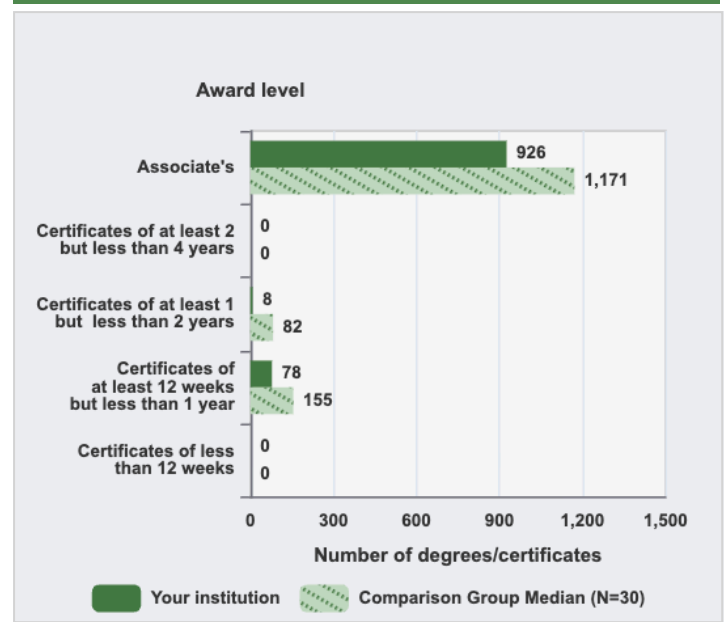 Award level
Associate's
926
1,171
Certificates of at least 2
but less than 4 years
0
0
Certificates of at least 1
but less than 2 years
8
82
Certificates of
at least 12 weeks
but less than 1 year
78
155
Certificates of less
than 12 weeks
0
0
0 300 600 900 1,200 1,500
Number of degrees/certificates
Your institution Comparison Group Median (N=30)